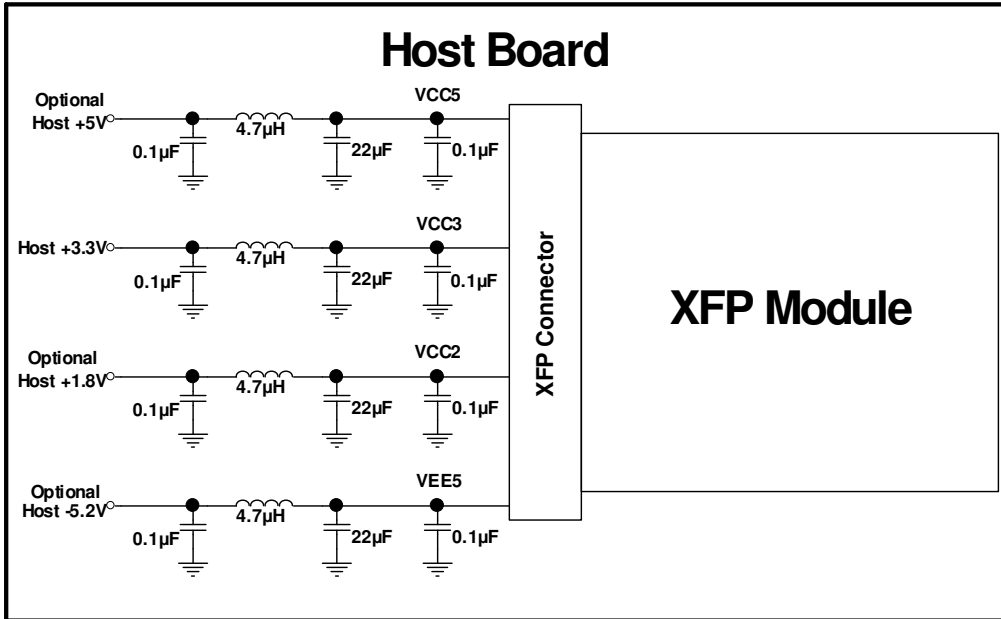 Host Board
Optional
Host +5V
VCC5
4.7µH
0.1µF
22µF
0.1µF
Host +3.3V
VCC3
4.7µH
0.1µF
22µF
0.1µF
Optional
Host +1.8V
VCC2
4.7µH
0.1µF
22µF
0.1µF
Optional
Host -5.2V
VEE5
4.7µH
0.1µF
22µF
0.1µF
XFP Connector
XFP Module